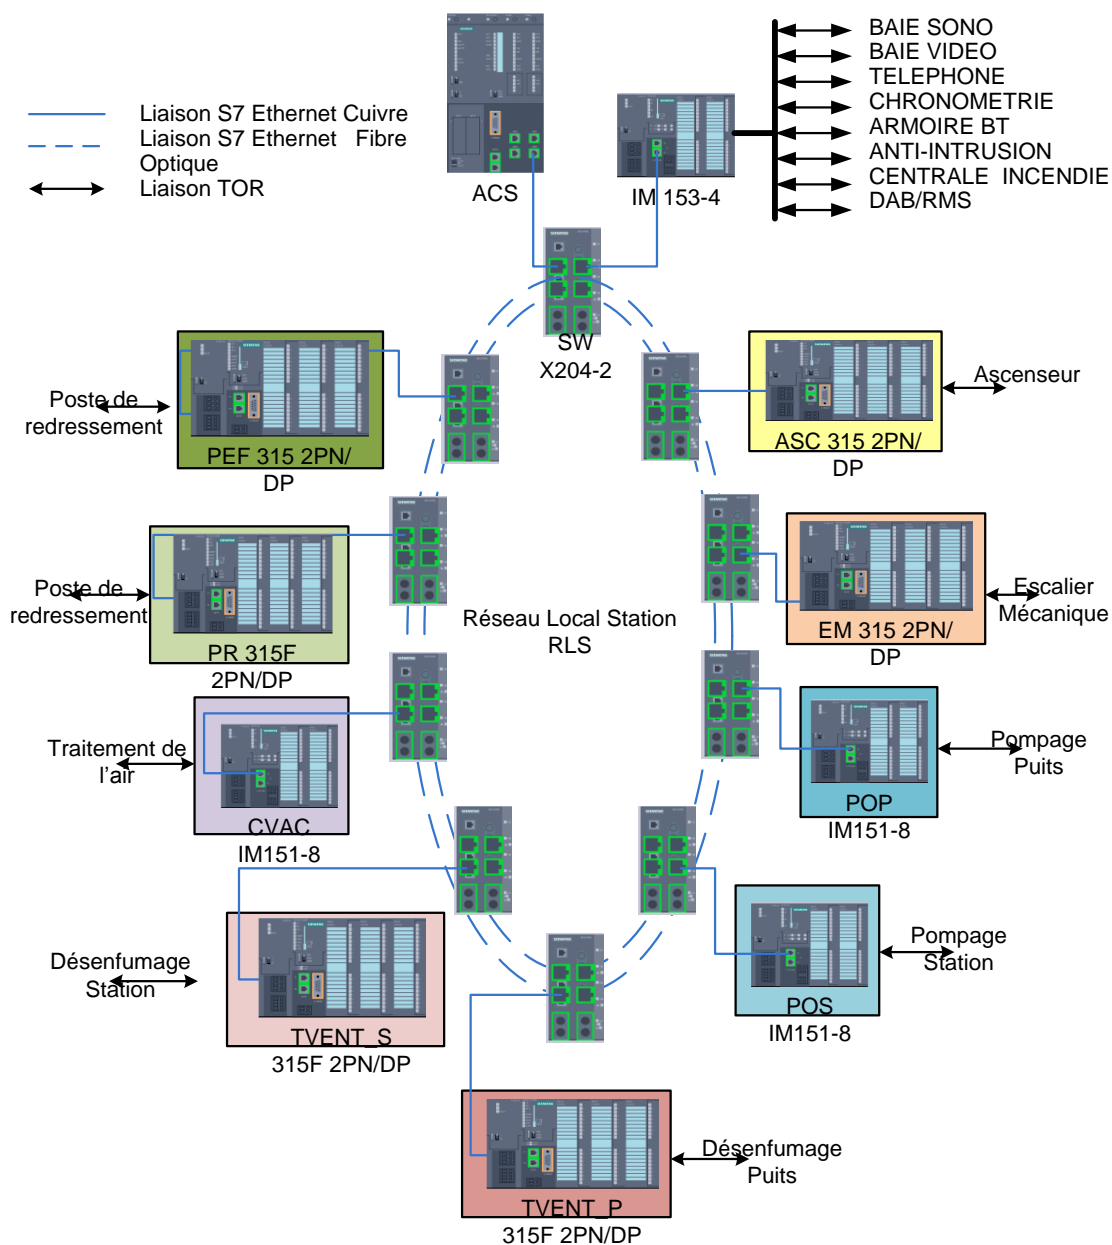 BAIE SONO
BAIE VIDEO
TELEPHONE
CHRONOMETRIE
ARMOIRE BT
ANTI-INTRUSION
CENTRALE INCENDIE
DAB/RMS
Liaison S7 Ethernet Cuivre
Liaison S7 Ethernet Fibre
Optique
Liaison TOR
ACS
IM 153-4
SW
X204-2
Poste de
redressement
PEF 315 2PN/
DP
ASC 315 2PN/
DP
Ascenseur
Poste de
redressement
PR 315F
2PN/DP
Réseau Local Station
RLS
EM 315 2PN/
DP
Escalier
Mécanique
Traitement de
l'air
CVAC
IM151-8
POP
IM151-8
Pompage
Puits
Désenfumage
Station
TVENT_S
315F 2PN/DP
POS
IM151-8
Pompage
Station
TVENT_P
315F 2PN/DP
Désenfumage
Puits